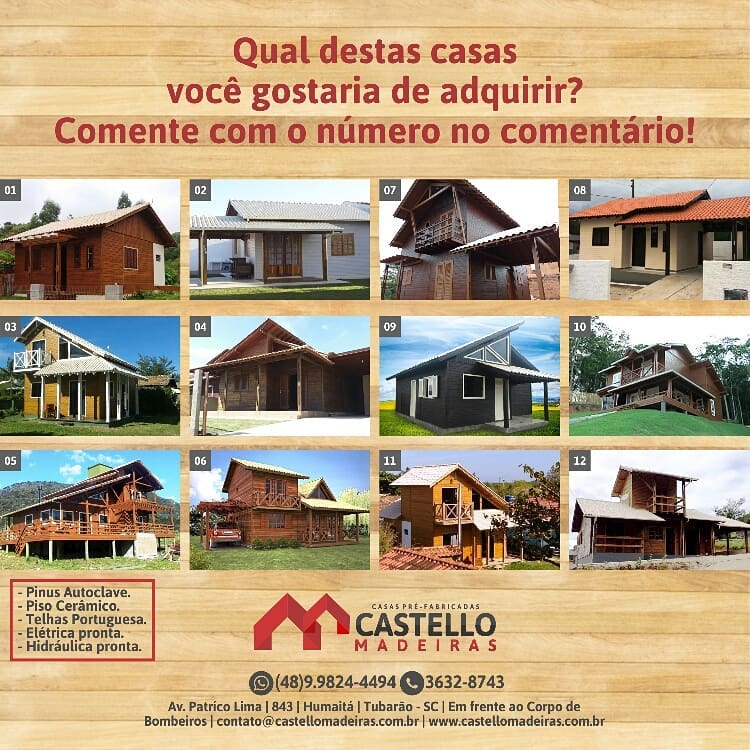 Qual destas casas
você gostaria de adquirir?
Comente com o número no comentário!
01
02
07
08
03
04
09
10
05
06
11
12
- Pinus Autoclave.
- Piso Cerâmico.
- Telhas Portuguesa.
- Elétrica pronta.
- Hidráulica pronta.
CASAS PRÉ-FABRICADAS
CASTELLO
MADEIRAS
(48)9.9824-4494 3632-8743
Av. Patrico Lima | 843 | Humaitá | Tubarão - SC | Em frente ao Corpo de
Bombeiros | contato@castellomadeiras.com.br | www.castellomadeiras.com.br